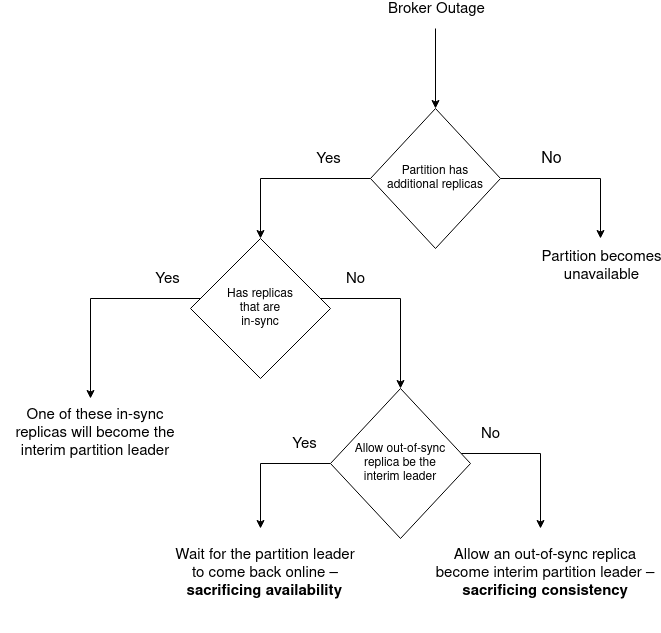 Broker Outage
Partition has
additional replicas
Yes
No
Partition becomes
unavailable
Has replicas
that are
in-sync
Yes
No
One of these in-sync
replicas will become the
interim partition leader
Allow out-of-sync
replica be the
interim leader
Yes
No
Wait for the partition leader
to come back online –
sacrificing availability
Allow an out-of-sync replica
become interim partition leader –
sacrificing consistency